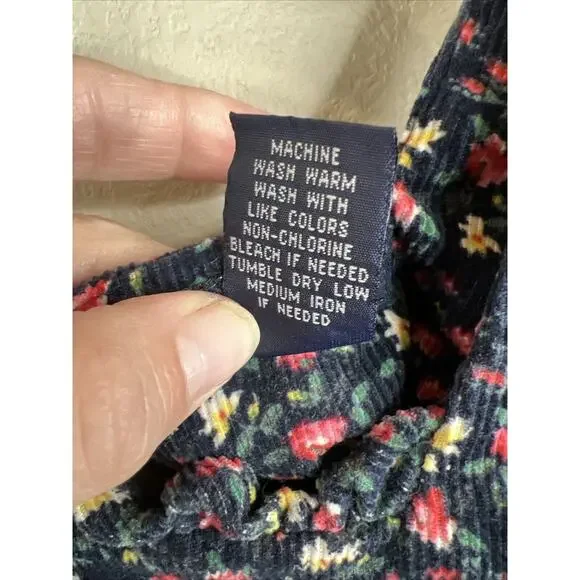 MACHINE
WASH WARM
WASH WITH
LIKE COLORS
NON-CHLORINE
BLEACH IF NEEDED
TUMBLE DRY LOW
MEDIUM IRON
IF NEEDED